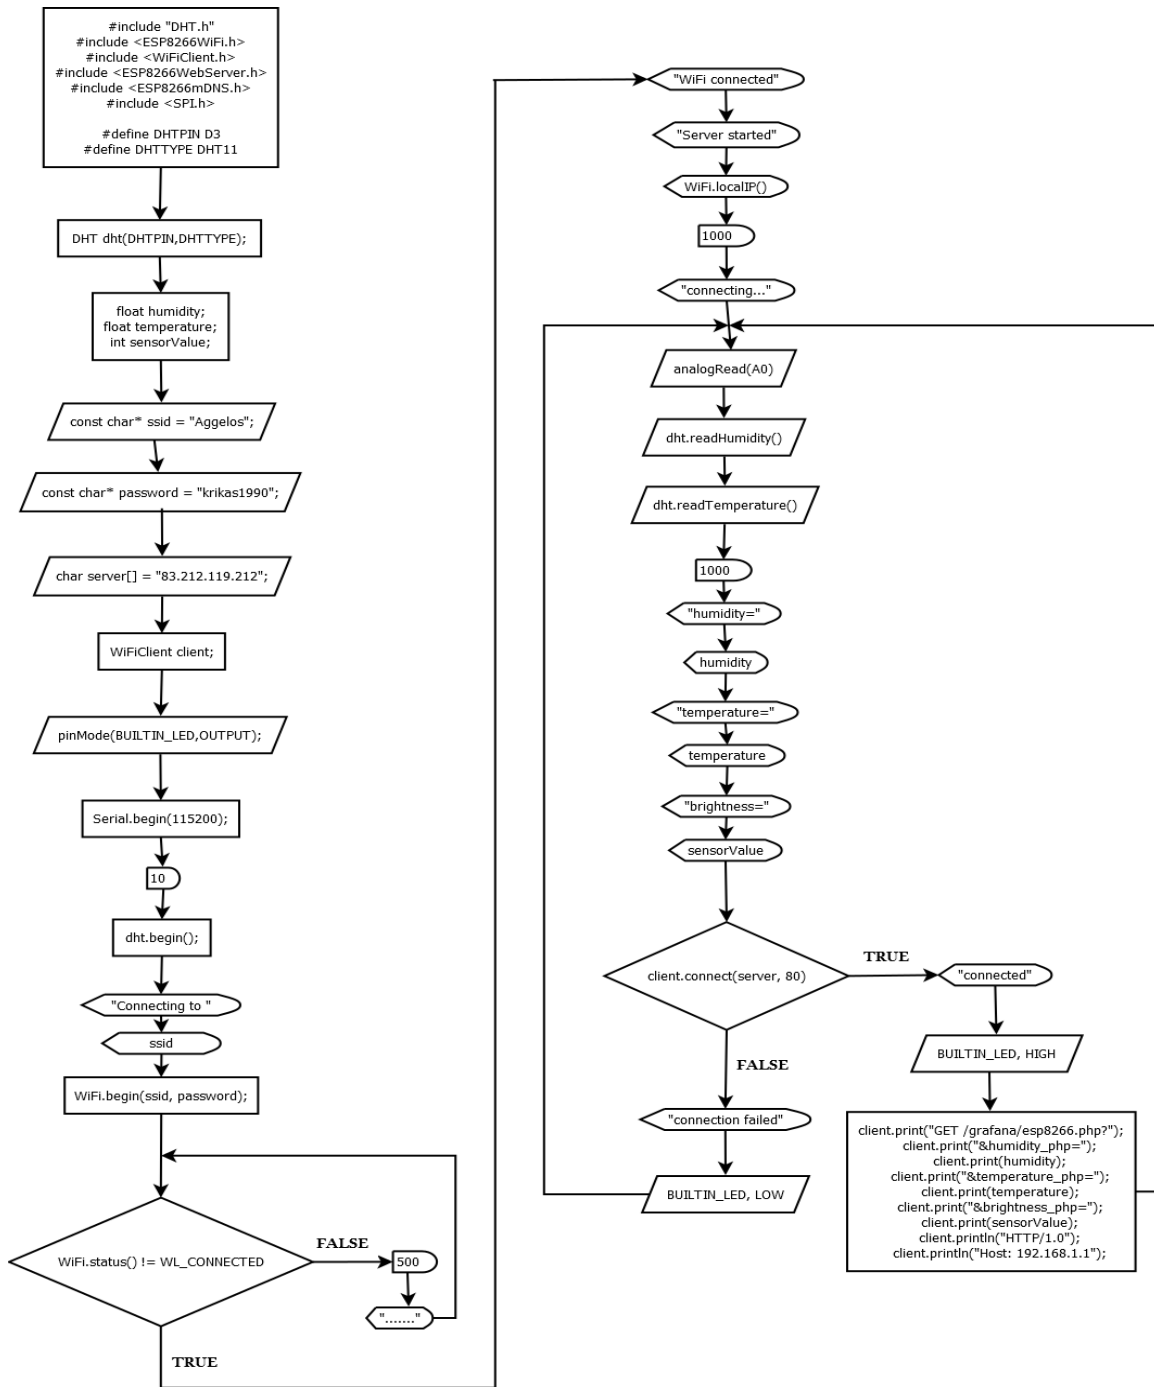 #include "DHT.h"
#include <ESP8266WiFi.h>
#include <WiFiClient.h>
#include <ESP8266WebServer.h>
#include <ESP8266mDNS.h>
#include <SPI.h>
#define DHTPIN D3
#define DHTTYPE DHT11
DHT dht(DHTPIN,DHTTYPE);
float humidity;
float temperature;
int sensorValue;
const char* ssid = "Aggelos";
const char* password = "krikas1990";
char server[] = "83.212.119.212";
WiFiClient client;
pinMode(BUILTIN_LED,OUTPUT);
Serial.begin(115200);
10
dht.begin();
"Connecting to "
ssid
WiFi.begin(ssid, password);
WiFi.status() != WL_CONNECTED
FALSE
500
"......."
TRUE
"WiFi connected"
"Server started"
WiFi.localIP()
1000
"connecting..."
analogRead(A0)
dht.readHumidity()
dht.readTemperature()
1000
"humidity="
humidity
"temperature="
temperature
"brightness="
sensorValue
client.connect(server, 80)
TRUE
"connected"
BUILTIN_LED, HIGH
client.print("GET /grafana/esp8266.php?");
client.print("&humidity_php=");
client.print(humidity);
client.print("&temperature_php=");
client.print(temperature);
client.print("&brightness_php=");
client.print(sensorValue);
client.println("HTTP/1.0");
client.println("Host: 192.168.1.1");
FALSE
"connection failed"
BUILTIN_LED, LOW